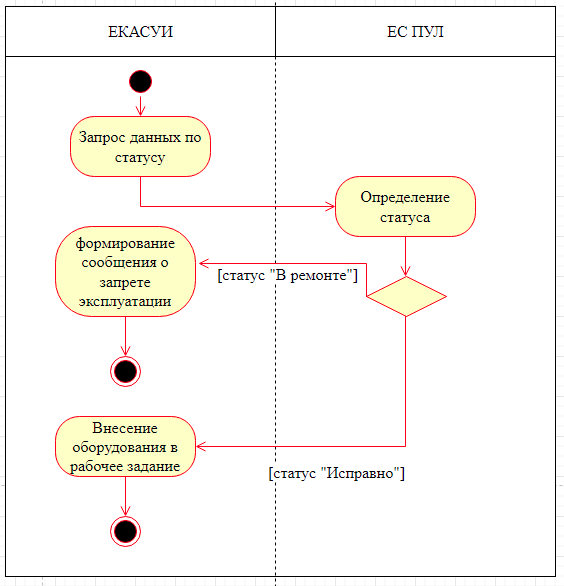 ЕКАСУИ
ЕС ПУЛ
Запрос данных по
статусу
Определение
статуса
формирование
сообщения о
запрете
эксплуатации
[статус "В ремонте"]
Внесение
оборудования в
рабочее задание
[статус "Исправно"]